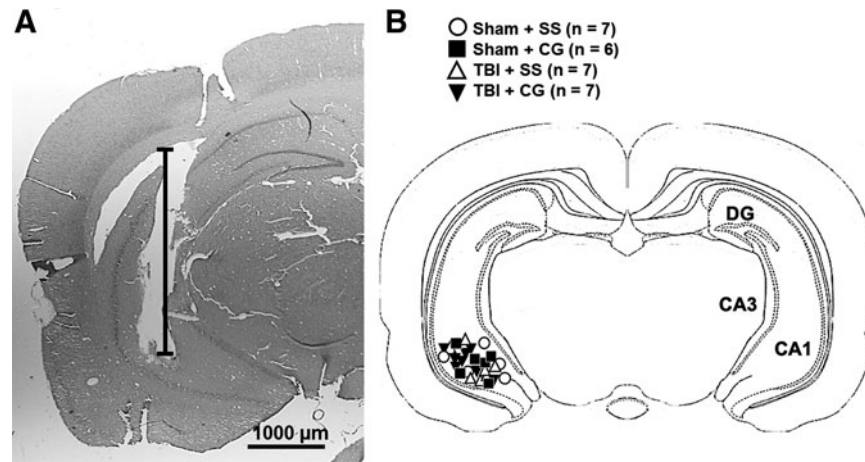 A
1000 µm
B
Sham + SS (n = 7)
Sham + CG (n = 6)
TBI + SS (n = 7)
TBI + CG (n = 7)
DG
CA3
CA1